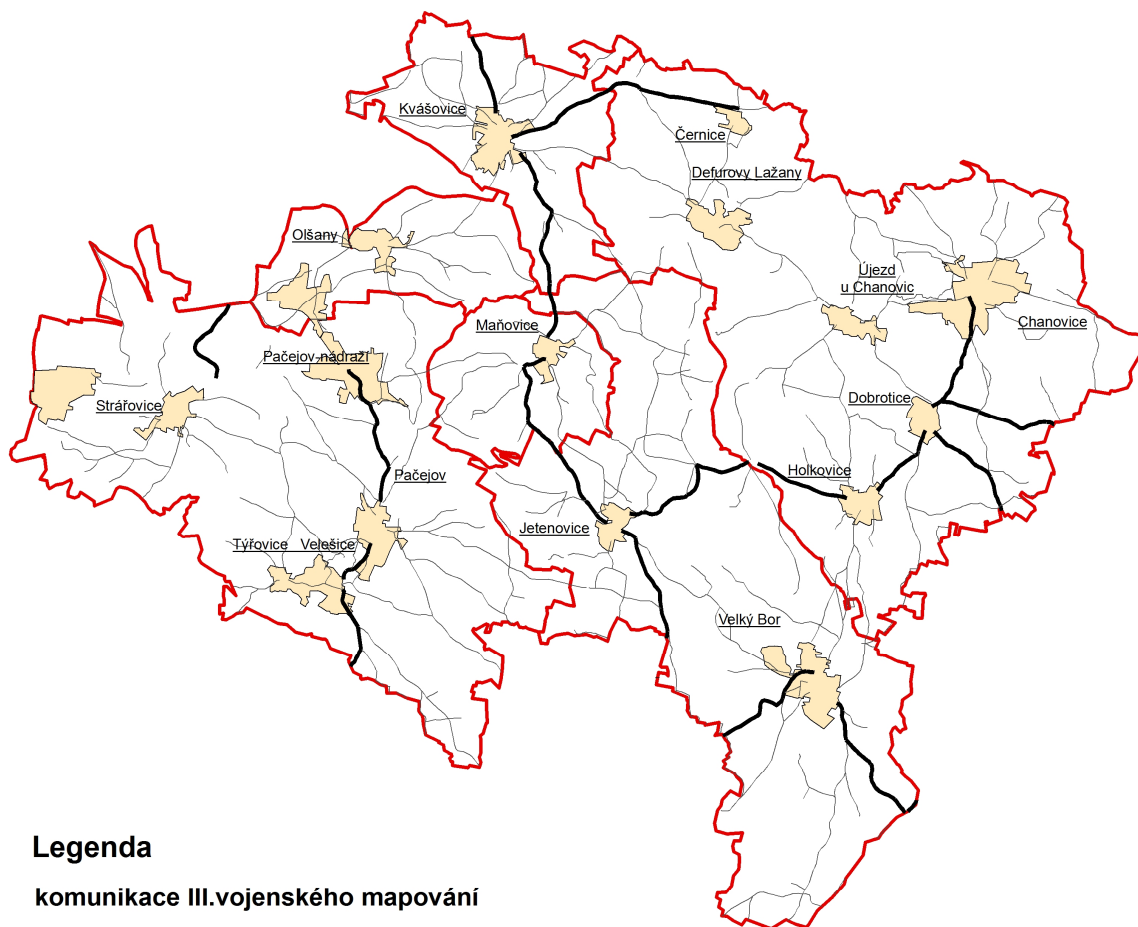 Kvášovice
Černice
Defurovy Lažany
Olšany
Újezd
u Chanovic
Chanovice
Maňovice
Pačejov-nádraží
Strářovice
Dobrotice
Pačejov
Holkovice
Jetenovice
Týřovice Velešice
Velký Bor
Legenda
komunikace III.vojenského mapování